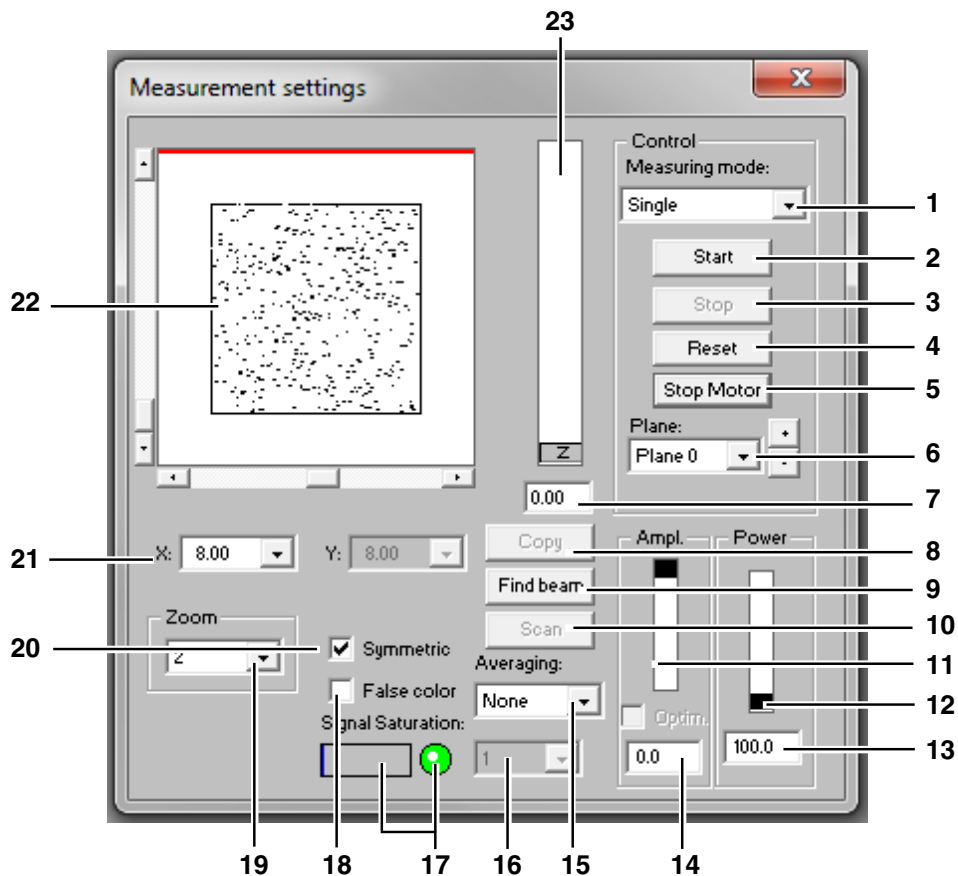 23
Measurement settings
X
Control
Measuring mode:
Single
1
Start
2
22
Stop
3
Reset
4
Stop Motor
5
Plane:
+
Z
Plane 0
6
-
0.00
7
21
X: 8.00
Y: 8.00
Copy
8
Ampl.
Power
Find beam
9
Zoom
Scan
10
20
2
Symmetric
Averaging:
11
False color
None
12
Optim.
Signal Saturation:
1
0.0
100.0
13
19
18
17
16
15
14